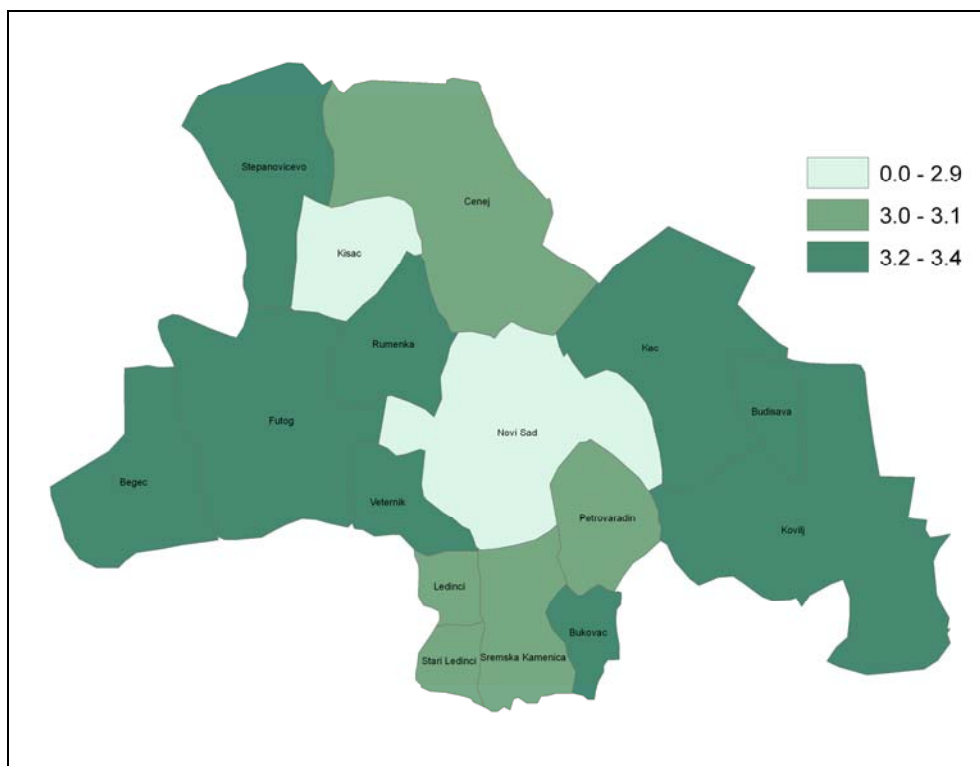 Stepanovicevo
Cenej
Kisac
0.0 - 2.9
3.0 - 3.1
3.2 - 3.4
Rumenka
Kac
Futog
Budisava
Novi Sad
Begec
Veternik
Petrovaradin
Kovilj
Ledinci
Bukovac
Stari Ledinci
Sremska Kamenica